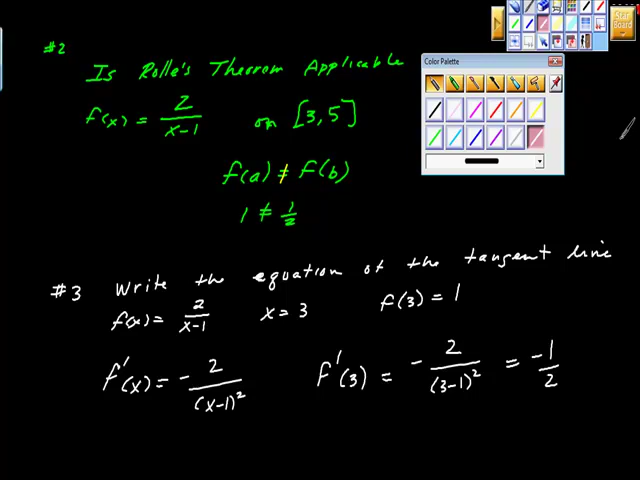 #2
Is Rolle's Theorem Applicable
f(x) = 2/(x-1) on [3, 5]
f(a) ≠ f(b)
1 ≠ 1/2
#3 Write the equation of the tangent line
f(x) = 2/(x-1) x = 3 f(3) = 1
f'(x) = - 2/(x-1)² f'(3) = - 2/(3-1)² = -1/2
Color Palette
Star Board